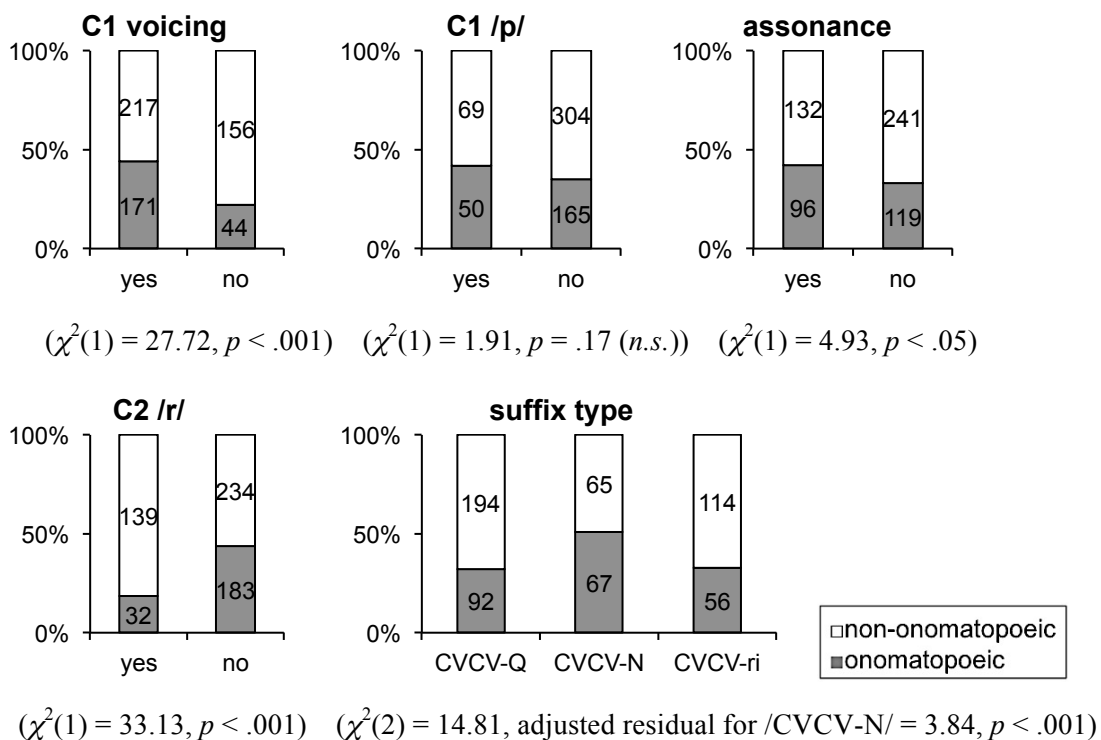 C1 voicing C1 /p/ assonance
100% 100% 100%
217 156 69 304 132 241
50% 50% 50%
171 44 50 165 96 119
0% 0% 0%
yes no yes no yes no
(χ²(1) = 27.72, p < .001) (χ²(1) = 1.91, p = .17 (n.s.)) (χ²(1) = 4.93, p < .05)
C2 /r/ suffix type
100% 100%
139 234 194 65 114
50% 50%
32 183 92 67 56
0% 0%
yes no CVCV-Q CVCV-N CVCV-ri
non-onomatopoeic
onomatopoeic
(χ²(1) = 33.13, p < .001) (χ²(2) = 14.81, adjusted residual for /CVCV-N/ = 3.84, p < .001)